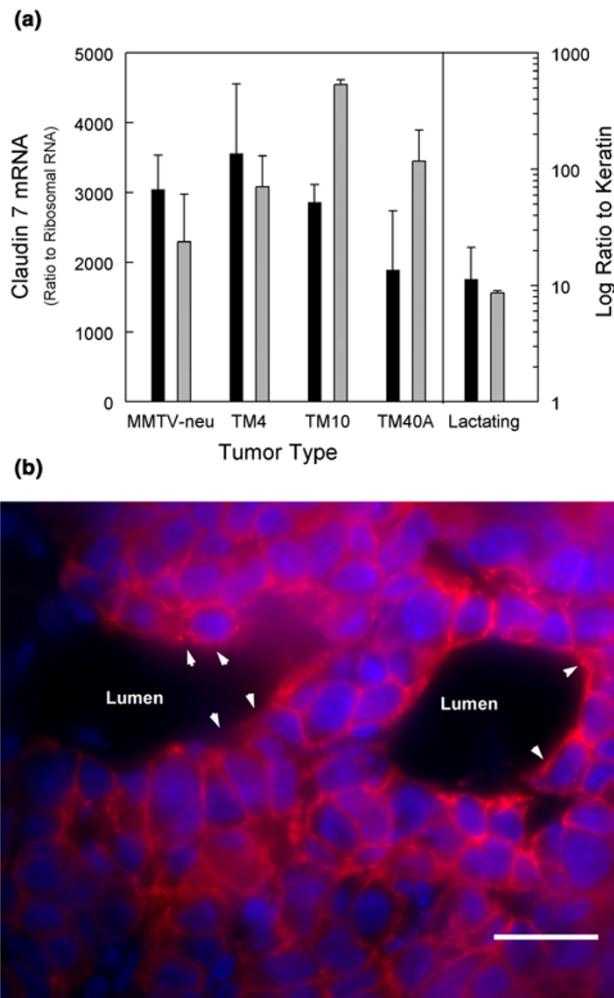 (a)
5000
4000
3000
2000
1000
0
Claudin 7 mRNA
(Ratio to Ribosomal RNA)
1000
100
10
1
Log Ratio to Keratin
MMTV-neu TM4 TM10 TM40A Lactating
Tumor Type
(b)
Lumen
Lumen